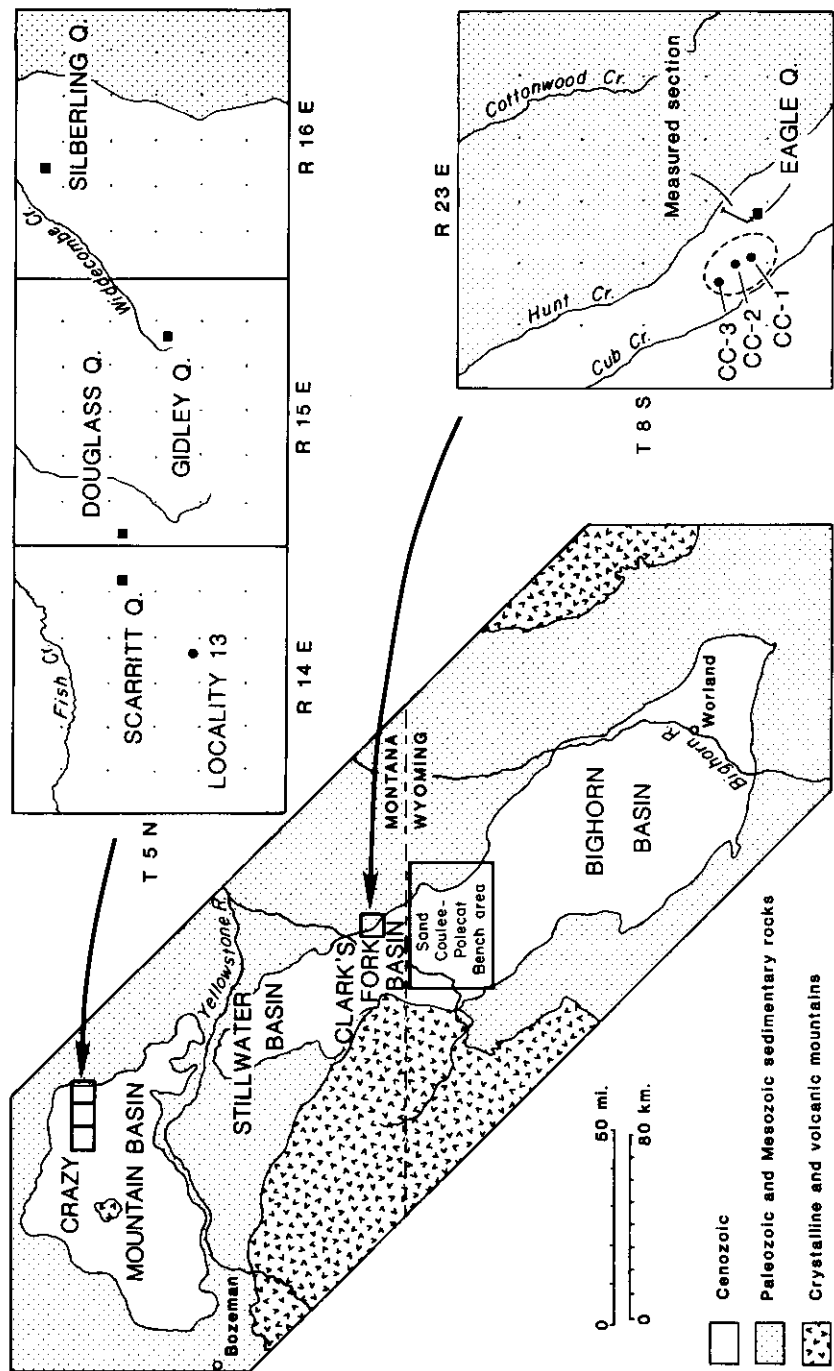 DOUGLASS Q.
SILBERLING Q.
Fish Cr.
SCARRITT Q.
LOCALITY 13
GIDLEY Q.
Widdecombe Cr.
R 14 E
R 15 E
R 16 E
T 5 N
CRAZY
MOUNTAIN BASIN
Bozeman
Yellowstone R.
STILLWATER
BASIN
CLARK'S
FORK
BASIN
MONTANA
WYOMING
Sand
Coulee-
Polecat
Bench area
BIGHORN
BASIN
Bighorn R.
Worland
R 23 E
T 8 S
Cottonwood Cr.
Hunt Cr.
Cub Cr.
Measured section
EAGLE Q.
CC-3
CC-2
CC-1
0 50 mi.
0 80 km.
Cenozoic
Paleozoic and Mesozoic sedimentary rocks
Crystalline and volcanic mountains